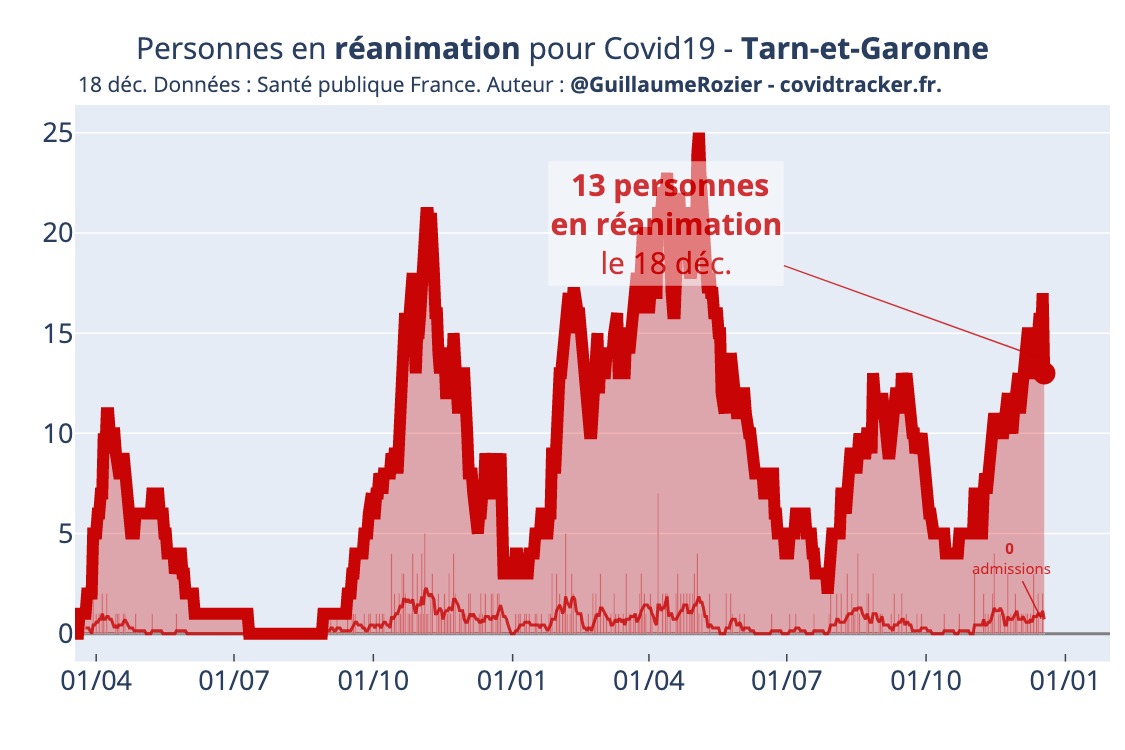 Personnes en réanimation pour Covid19 - Tarn-et-Garonne
18 déc. Données : Santé publique France. Auteur : @GuillaumeRozier - covidtracker.fr.
25
20
15
10
5
0
13 personnes
en réanimation
le 18 déc.
0
admissions
01/04 01/07 01/10 01/01 01/04 01/07 01/10 01/01